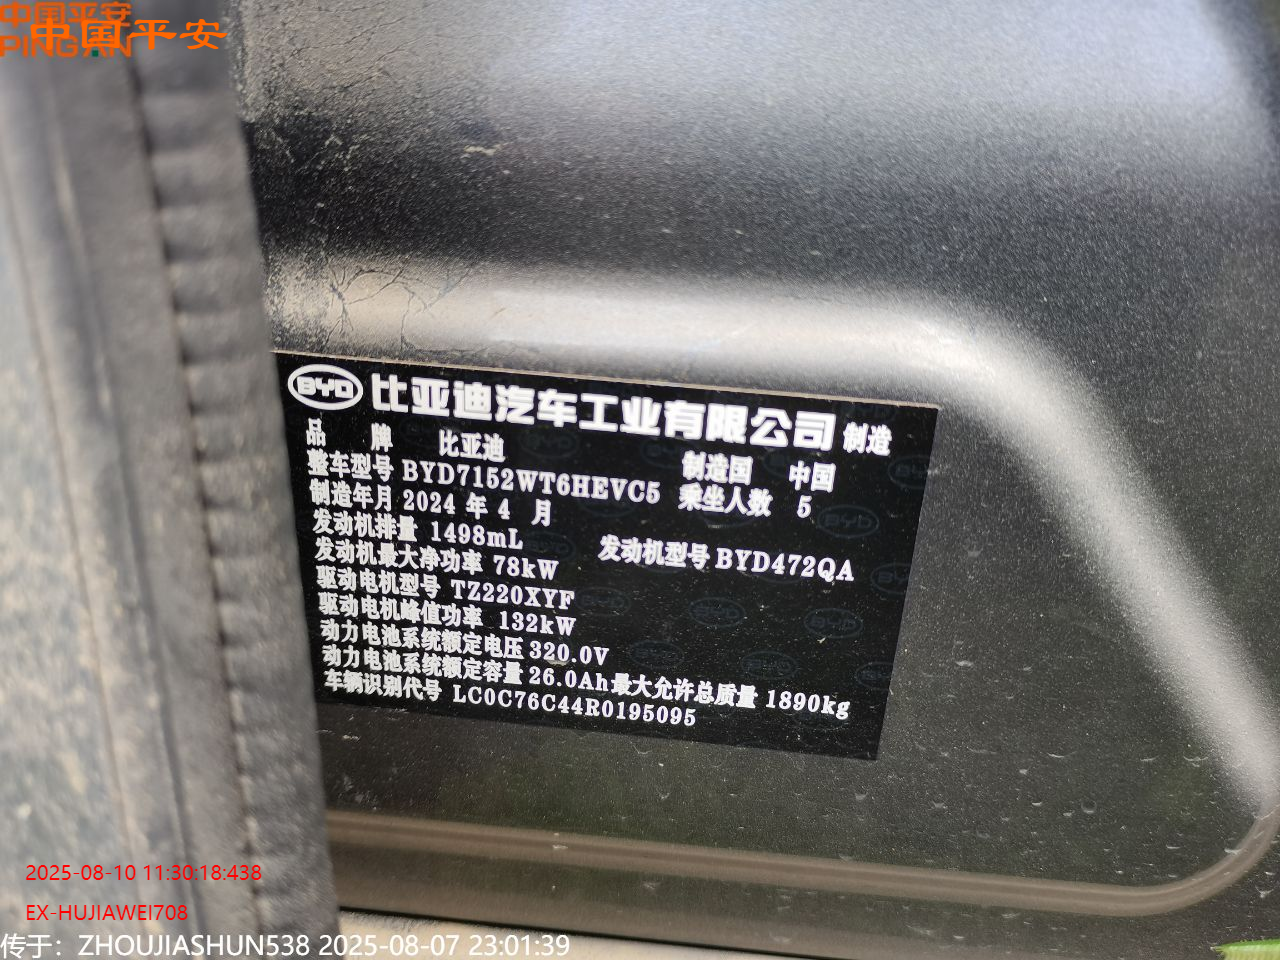 中国平安
PINGAN
中国平安
BYD 比亚迪汽车工业有限公司 制造
品 牌 比亚迪 制造国 中国
整车型号 BYD7152WT6HEVC5 乘坐人数 5
制造年月 2024 年 4 月
发动机排量 1498mL 发动机型号 BYD472QA
发动机最大净功率 78kW
驱动电机型号 TZ220XYF
驱动电机峰值功率 132kW
动力电池系统额定电压 320.0V
动力电池系统额定容量 26.0Ah 最大允许总质量 1890kg
车辆识别代号 LC0C76C44R0195095
2025-08-10 11:30:18:438
EX-HUJIAWEI708
传于：ZHOUJIASHUN538 2025-08-07 23:01:39